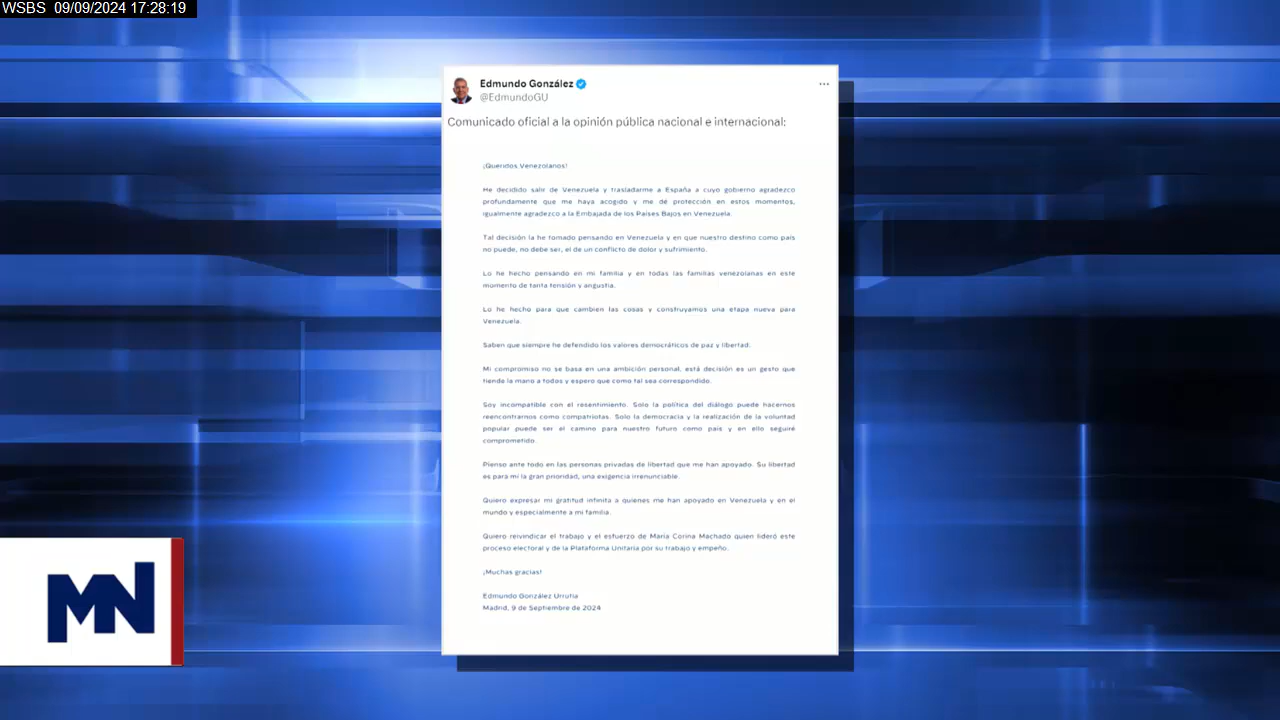 WSBS 09/09/2024 17:28:19
Edmundo González
@EdmundoGU
Comunicado oficial a la opinión pública nacional e internacional:
¡Queridos Venezolanos!
He decidido salir de Venezuela y trasladarme a España a cuyo gobierno agradezco
profundamente que me haya acogido y me dé protección en estos momentos,
igualmente agradezco a la Embajada de los Países Bajos en Venezuela.
Tal decisión la he tomado pensando en Venezuela y en que nuestro destino como país
no puede, no debe ser, el de un conflicto de dolor y sufrimiento.
Lo he hecho pensando en mi familia y en todas las familias venezolanas en este
momento de tanta tensión y angustia.
Lo he hecho para que cambien las cosas y construyamos una etapa nueva para
Venezuela.
Saben que siempre he defendido los valores democráticos de paz y libertad.
Mi compromiso no se basa en una ambición personal, está decisión es un gesto que
tiende la mano a todos y espero que como tal sea correspondido.
Soy incompatible con el resentimiento. Solo la política del diálogo puede hacernos
reencontrarnos como compatriotas. Solo la democracia y la realización de la voluntad
popular puede ser el camino para nuestro futuro como país y en ello seguiré
comprometido.
Pienso ante todo en las personas privadas de libertad que me han apoyado. Su libertad
es para mí la gran prioridad, una exigencia irrenunciable.
Quiero expresar mi gratitud infinita a quienes me han apoyado en Venezuela y en el
mundo y especialmente a mi familia.
Quiero reivindicar el trabajo y el esfuerzo de María Corina Machado quien lideró este
proceso electoral y de la Plataforma Unitaria por su trabajo y empeño.
¡Muchas gracias!
Edmundo González Urrutia
Madrid, 9 de Septiembre de 2024
MN